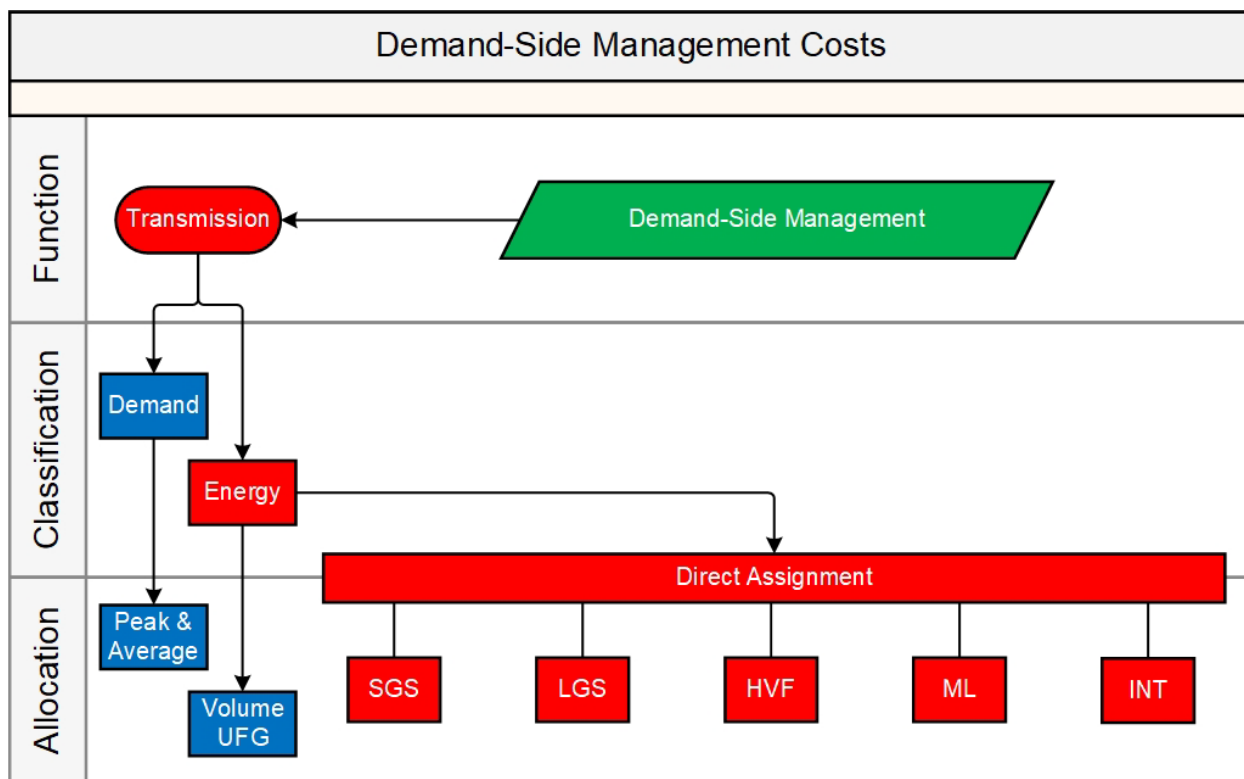 Demand-Side Management Costs
Function
Transmission
Demand-Side Management
Classification
Demand
Energy
Direct Assignment
Allocation
Peak &
Average
Volume
UFG
SGS
LGS
HVF
ML
INT